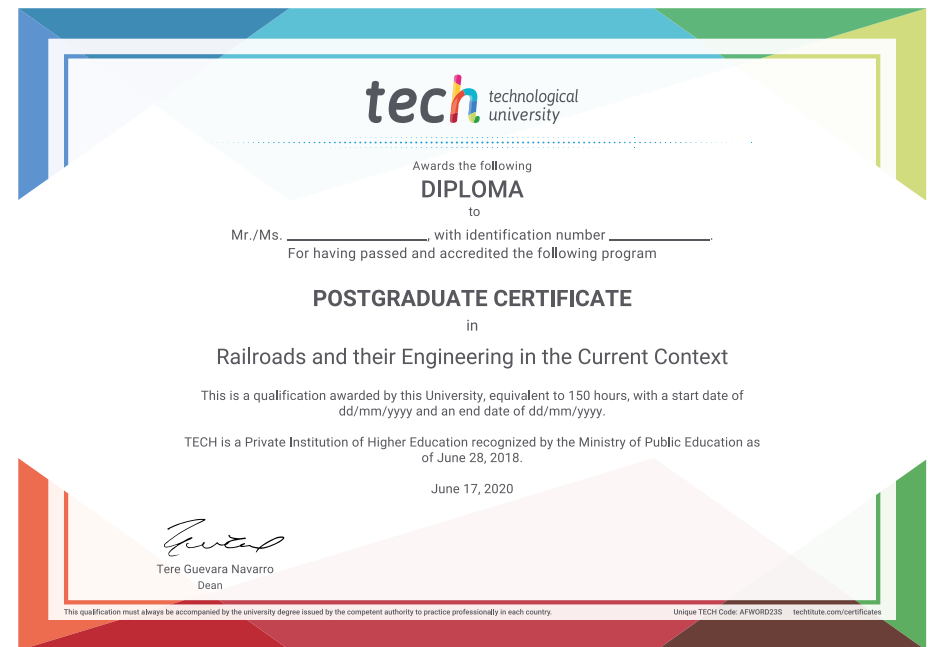 tech technological
university
Awards the following
DIPLOMA
to
Mr./Ms. ____________, with identification number ____________.
For having passed and accredited the following program
POSTGRADUATE CERTIFICATE
in
Railroads and their Engineering in the Current Context
This is a qualification awarded by this University, equivalent to 150 hours, with a start date of
dd/mm/yyyy and an end date of dd/mm/yyyy.
TECH is a Private Institution of Higher Education recognized by the Ministry of Public Education as
of June 28, 2018.
June 17, 2020
Tere Guevara Navarro
Dean
This qualification must always be accompanied by the university degree issued by the competent authority to practice professionally in each country.
Unique TECH Code: AFWORD23S techtitute.com/certificates